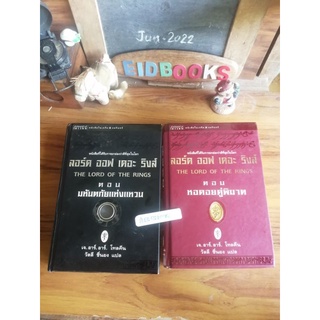 Jun-2022
EIDBOOKS
ลอร์ด ออฟ เดอะ ริงส์
THE LORD OF THE RINGS
ตอน
มหันตภัยแห่งแหวน
เจ.อาร์.อาร์. โทลคีน
วัลลี ชื่นยง แปล
ลอร์ด ออฟ เดอะ ริงส์
THE LORD OF THE RINGS
ตอน
หอคอยคู่พิฆาต
เจ.อาร์.อาร์. โทลคีน
วัลลี ชื่นยง แปล